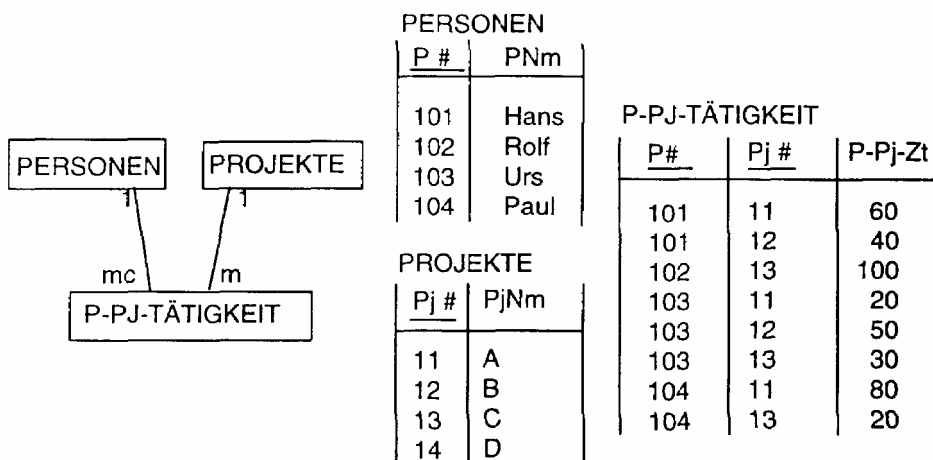 PERSONEN
P # PNm
101 Hans
102 Rolf
103 Urs
104 Paul
PERSONEN PROJEKTE
1 1
mc m
P-PJ-TÄTIGKEIT
PROJEKTE
Pj # PjNm
11 A
12 B
13 C
14 D
P-PJ-TÄTIGKEIT
P# Pj # P-Pj-Zt
101 11 60
101 12 40
102 13 100
103 11 20
103 12 50
103 13 30
104 11 80
104 13 20